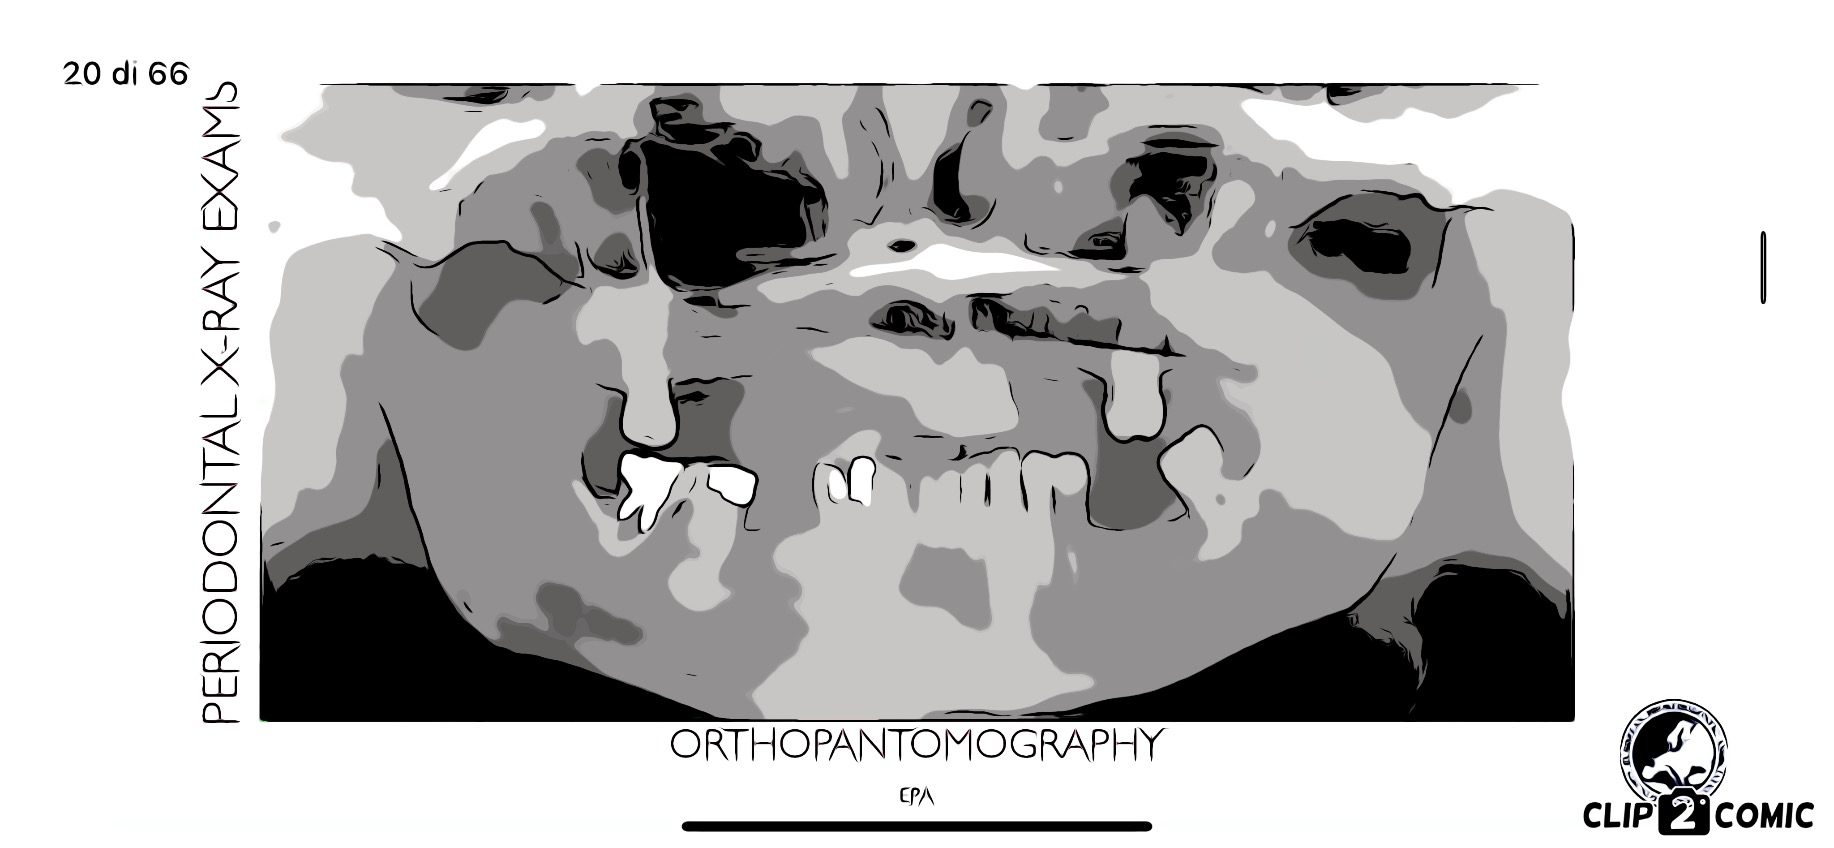 20 di 66
PERIODONTAL X-RAY EXAMS
ORTHOPANTOMOGRAPHY
EPA
CLIP 2 COMIC